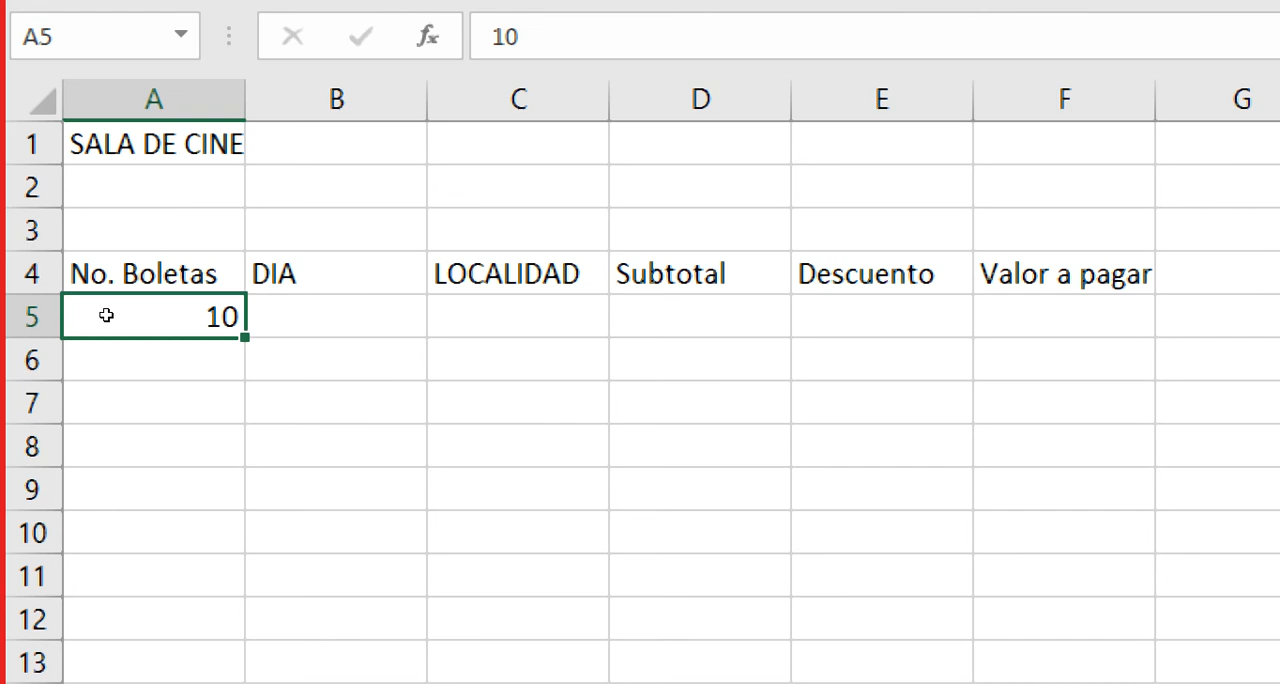 A5 fx 10
A B C D E F G
1 SALA DE CINE
2
3
4 No. Boletas DIA LOCALIDAD Subtotal Descuento Valor a pagar
5 10
6
7
8
9
10
11
12
13